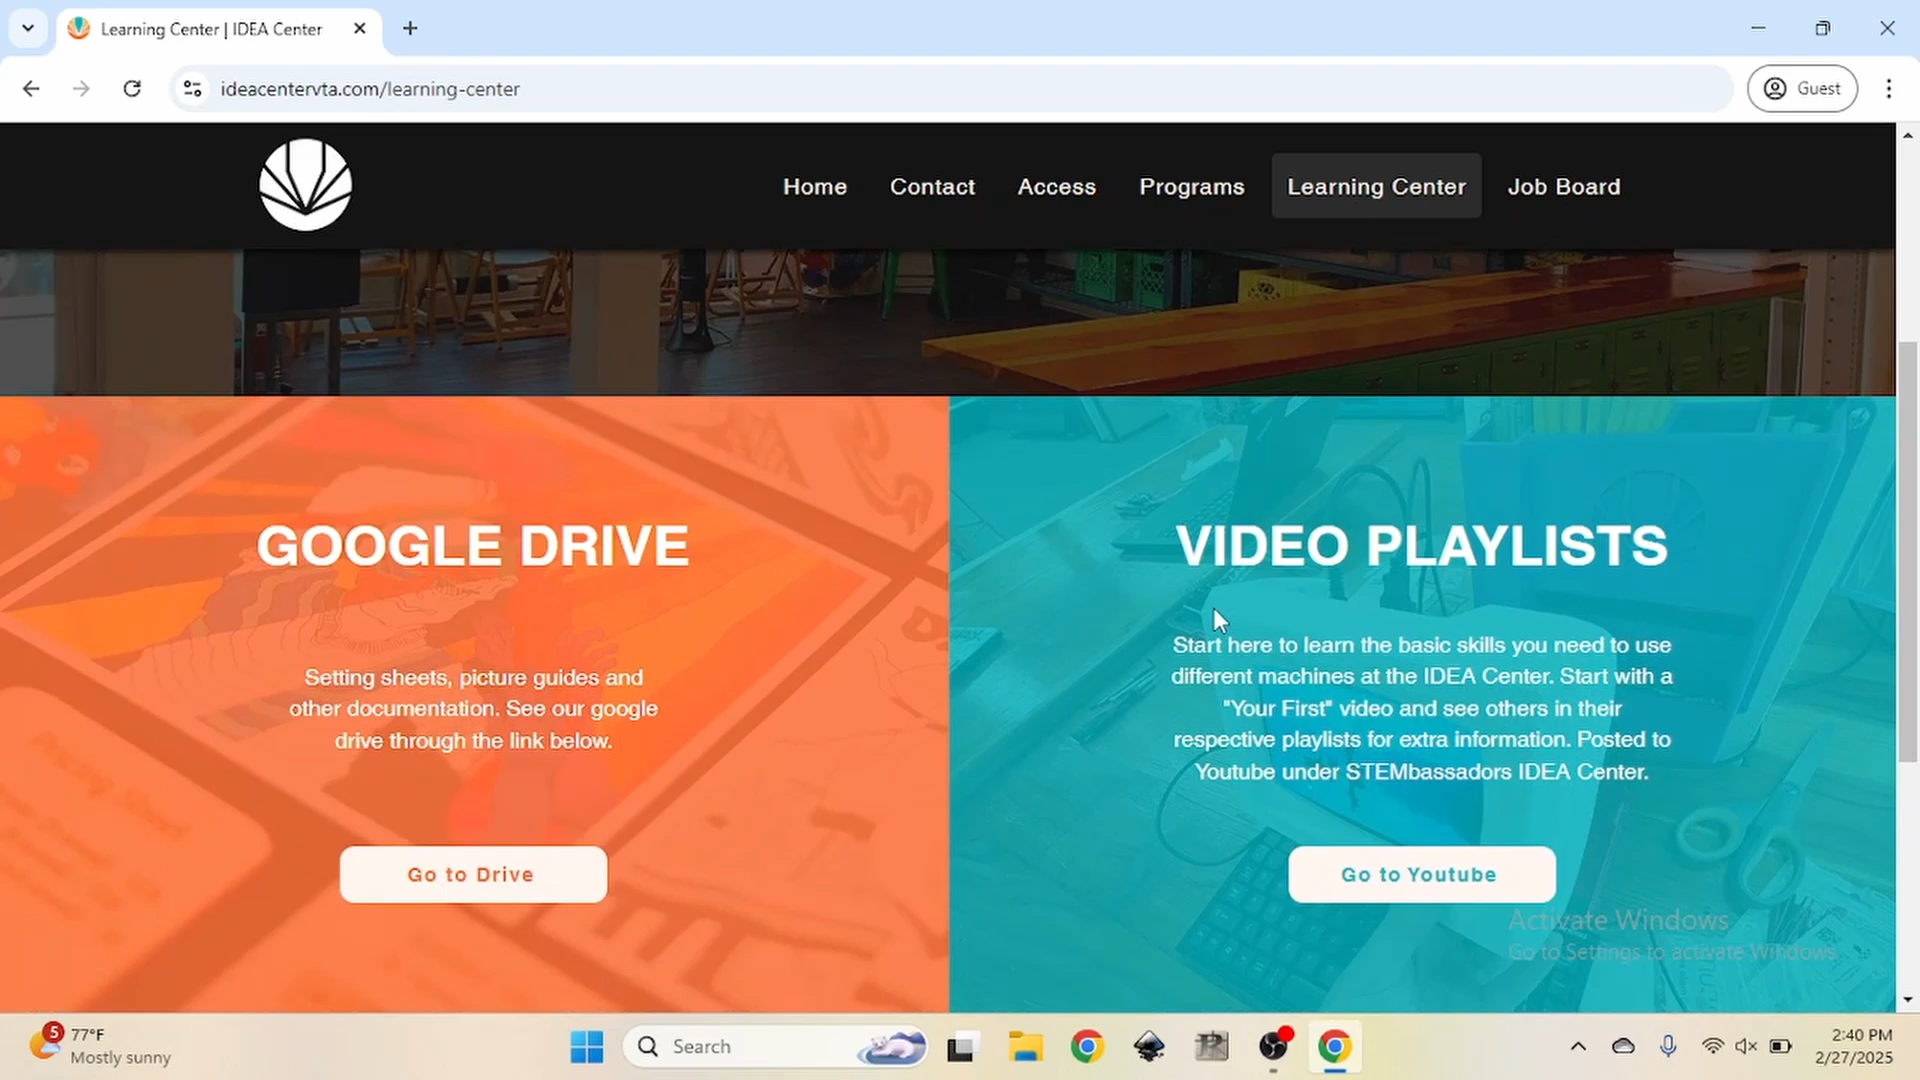 Learning Center | IDEA Center
ideacentervta.com/learning-center
Guest
Home
Contact
Access
Programs
Learning Center
Job Board
GOOGLE DRIVE
Setting sheets, picture guides and
other documentation. See our google
drive through the link below.
Go to Drive
VIDEO PLAYLISTS
Start here to learn the basic skills you need to use
different machines at the IDEA Center. Start with a
"Your First" video and see others in their
respective playlists for extra information. Posted to
Youtube under STEMbassadors IDEA Center.
Go to Youtube
Activate Windows
Go to Settings to activate Windows.
5
77°F
Mostly sunny
Search
2:40 PM
2/27/2025